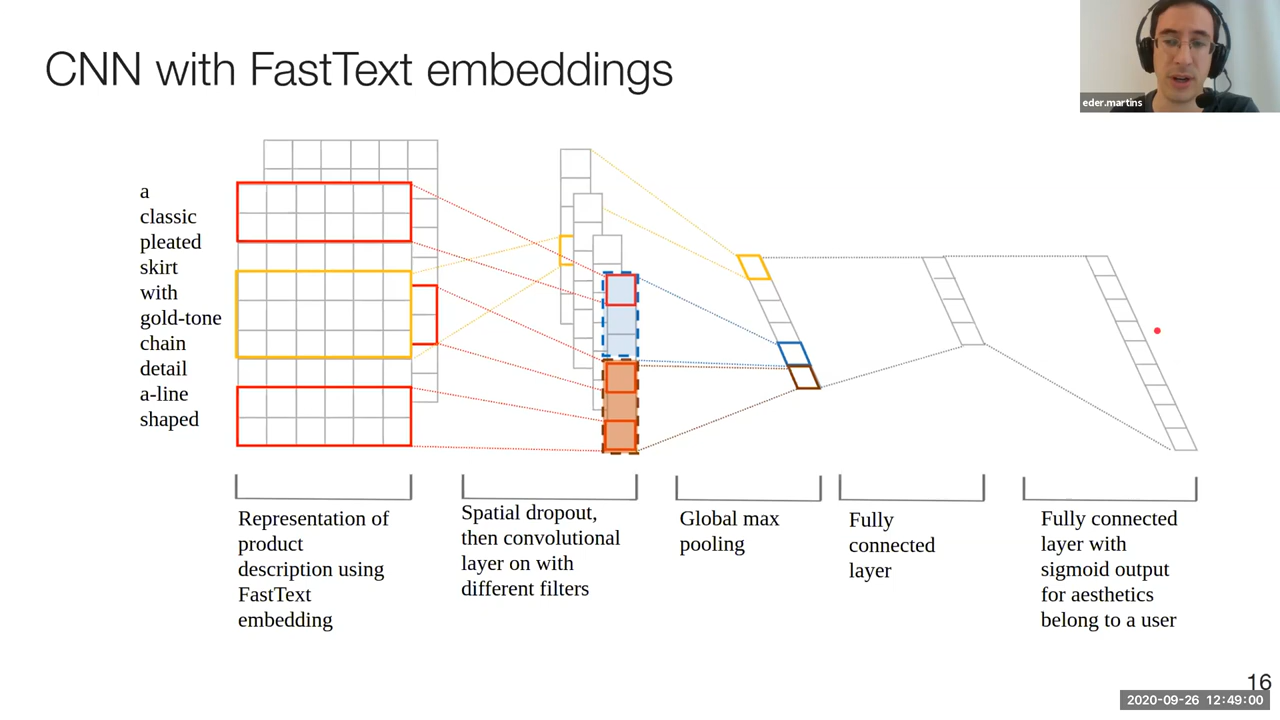 CNN with FastText embeddings
eder.martins
a
classic
pleated
skirt
with
gold-tone
chain
detail
a-line
shaped
Representation of
product
description using
FastText
embedding
Spatial dropout,
then convolutional
layer on with
different filters
Global max
pooling
Fully
connected
layer
Fully connected
layer with
sigmoid output
for aesthetics
belong to a user
16
2020-09-26 12:49:00